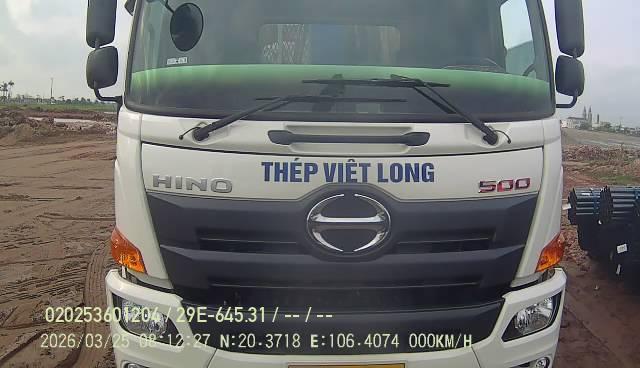 THÉP VIỆT LONG
HINO 500
020253601204 / 29E-645.31 / -- / --
2026/03/25 08:12:27 N:20.3718 E:106.4074 000KM/H